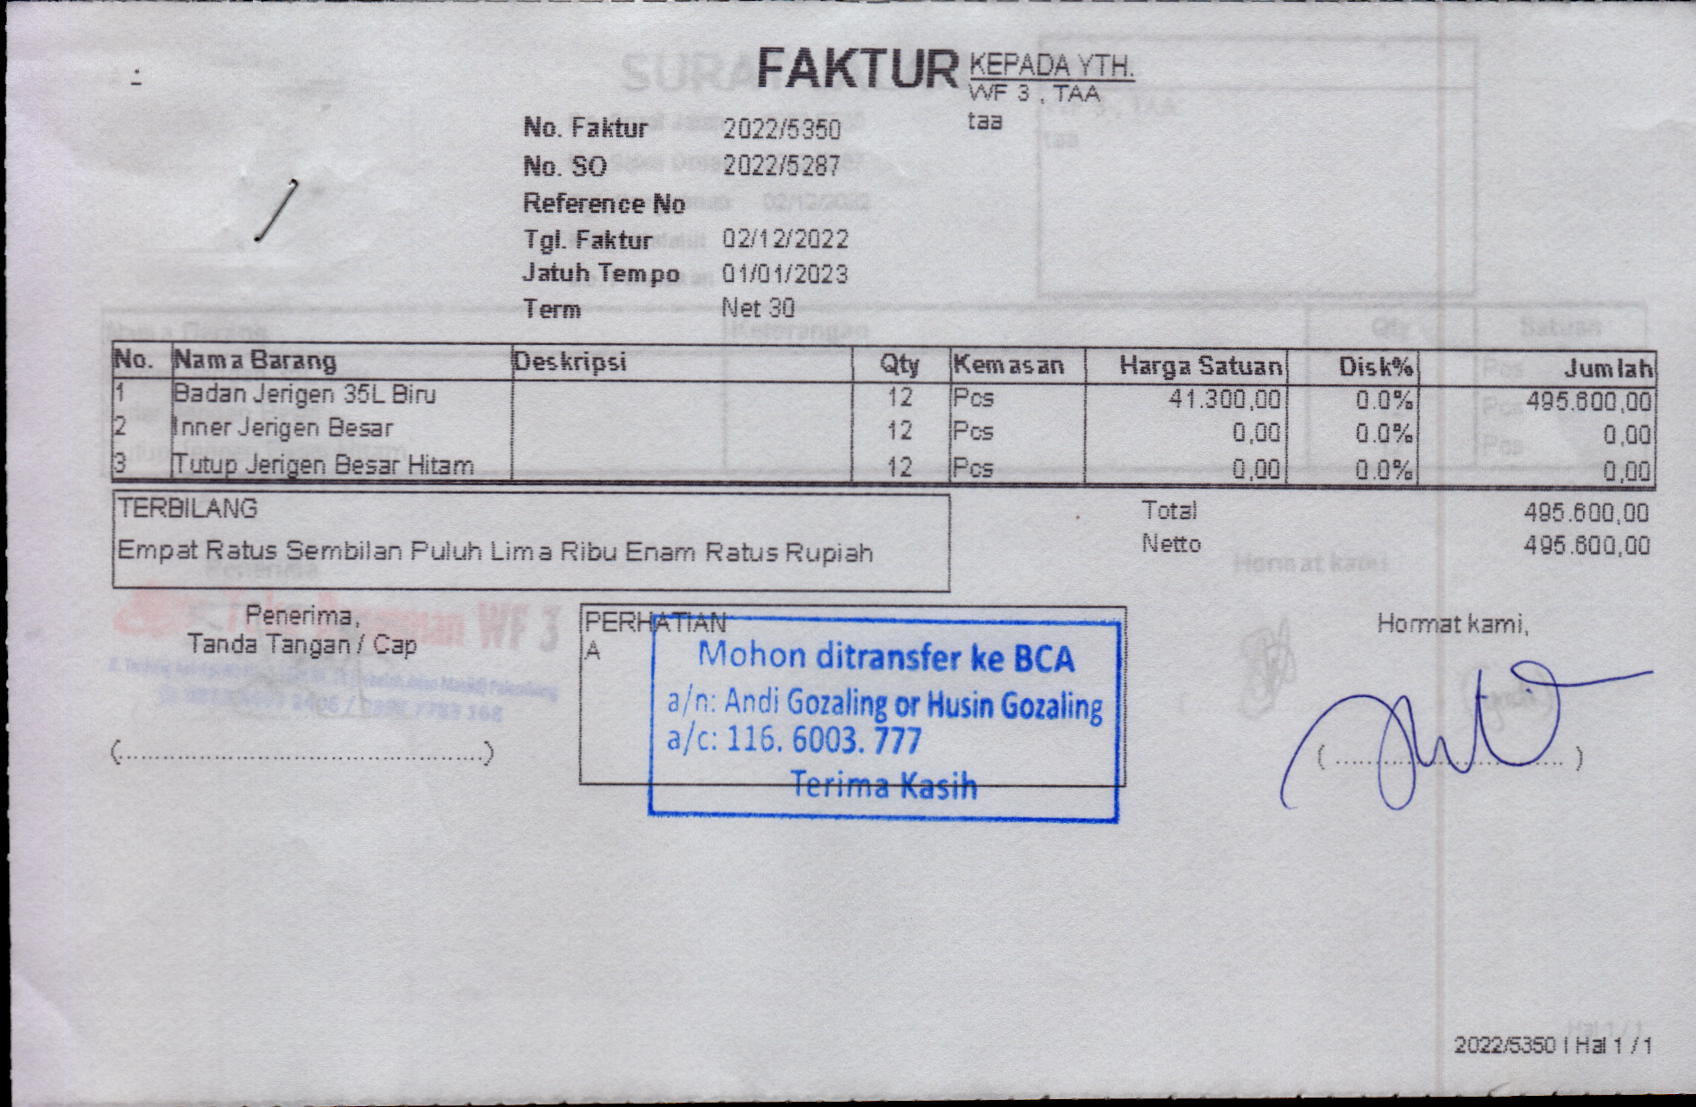 FAKTUR
KEPADA YTH.
WF 3 , TAA
taa
No. Faktur 2022/5350
No. SO 2022/5287
Reference No
Tgl. Faktur 02/12/2022
Jatuh Tempo 01/01/2023
Term Net 30
No. Nama Barang Deskripsi Qty Kemasan Harga Satuan Disk% Jumlah
1 Badan Jerigen 35L Biru 12 Pcs 41.300,00 0.0% 495.600,00
2 Inner Jerigen Besar 12 Pcs 0,00 0.0% 0,00
3 Tutup Jerigen Besar Hitam 12 Pcs 0,00 0.0% 0,00
TERBILANG
Empat Ratus Sembilan Puluh Lima Ribu Enam Ratus Rupiah
Total 495.600,00
Netto 495.600,00
Penerima,
Tanda Tangan / Cap
(..................................................)
PERHATIAN
A
Mohon ditransfer ke BCA
a/n: Andi Gozaling or Husin Gozaling
a/c: 116. 6003. 777
Terima Kasih
Hormat kami,
( ................................ )
2022/5350 | Hal 1 / 1